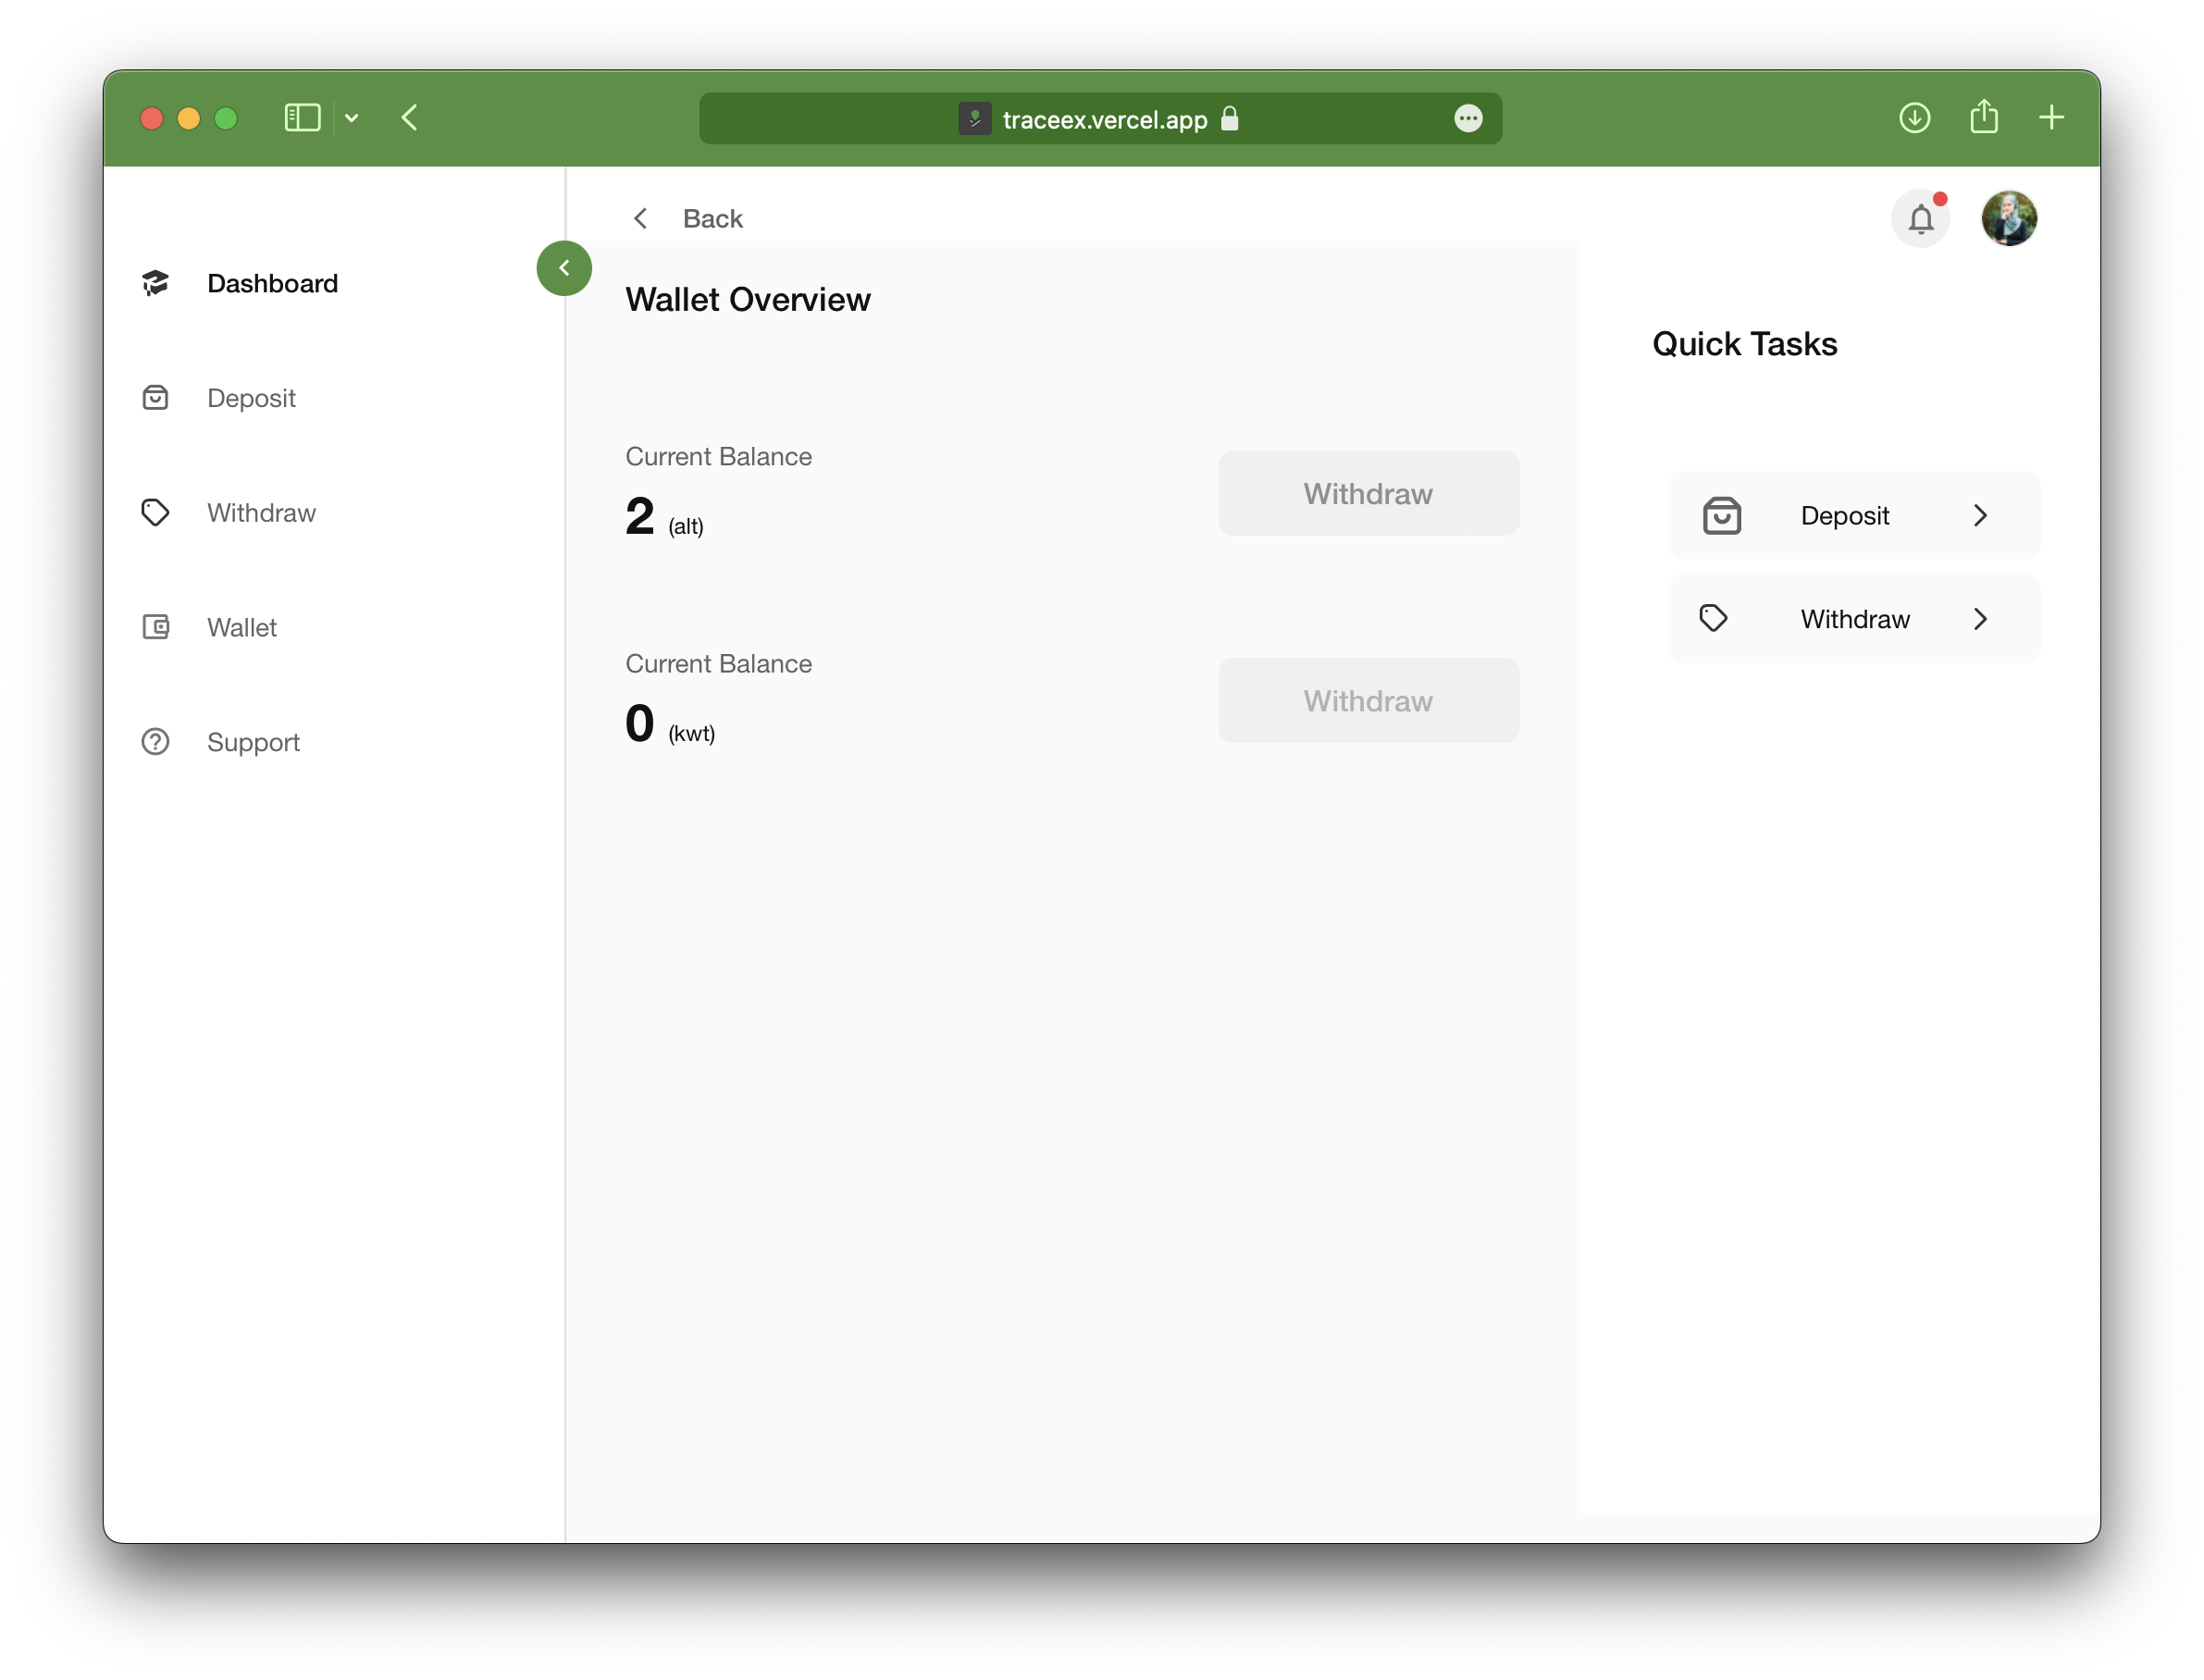 traceex.vercel.app
Dashboard
Deposit
Withdraw
Wallet
Support
Back
Wallet Overview
Current Balance
2 (alt)
Withdraw
Current Balance
0 (kwt)
Withdraw
Quick Tasks
Deposit
Withdraw